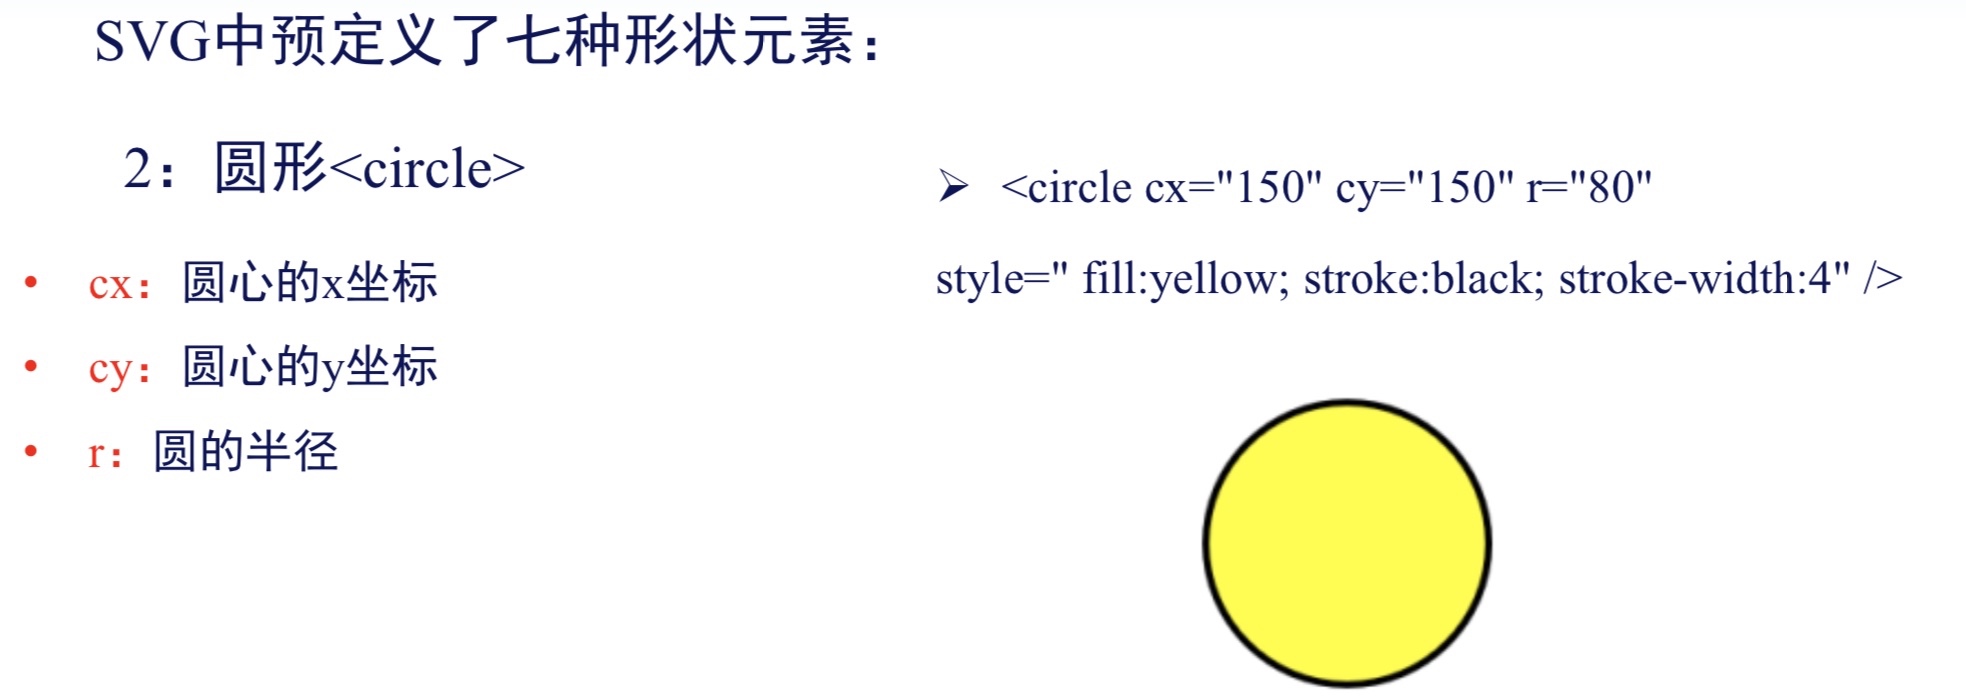 SVG中预定义了七种形状元素：
2：圆形<circle>
• cx：圆心的x坐标
• cy：圆心的y坐标
• r：圆的半径
➢ <circle cx="150" cy="150" r="80"
style=" fill:yellow; stroke:black; stroke-width:4" />